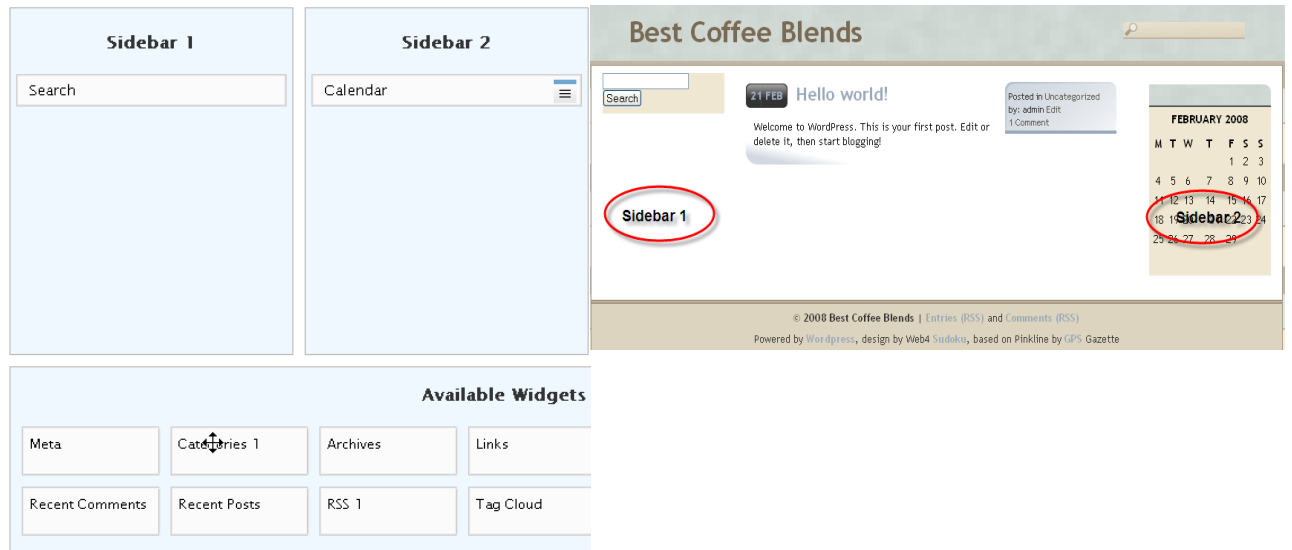 Sidebar 1
Search
Sidebar 2
Calendar
Available Widgets
Meta
Categories 1
Archives
Links
Recent Comments
Recent Posts
RSS 1
Tag Cloud
Best Coffee Blends
Search
Sidebar 1
21 FEB Hello world!
Welcome to WordPress. This is your first post. Edit or
delete it, then start blogging!
Posted in Uncategorized
by: admin Edit
1 Comment
FEBRUARY 2008
M T W T F S S
1 2 3
4 5 6 7 8 9 10
11 12 13 14 15 16 17
18 19 22 23 24
Sidebar 2
25 26 27 28 29
© 2008 Best Coffee Blends | Entries (RSS) and Comments (RSS)
Powered by Wordpress, design by Web4 Sudoku, based on Pinkline by GPS Gazette